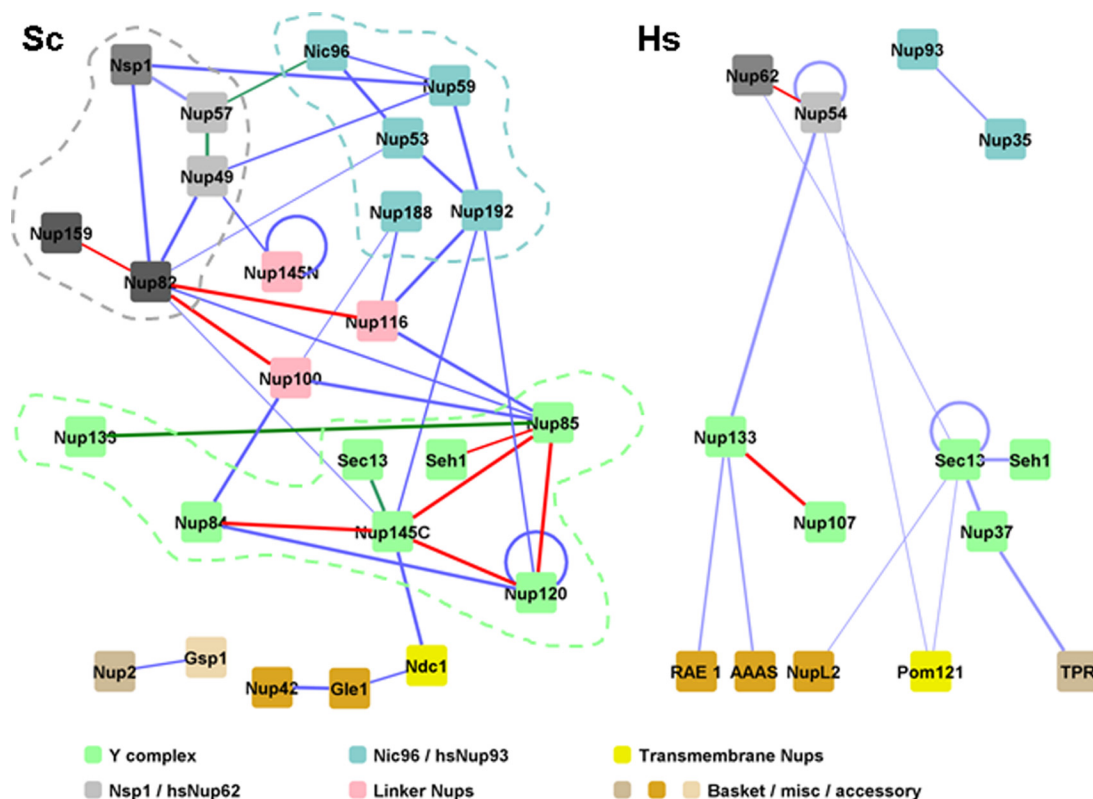 Sc
Hs
Nic96
Nup93
Nsp1
Nup62
Nup59
Nup57
Nup54
Nup53
Nup35
Nup49
Nup188
Nup192
Nup159
Nup145N
Nup82
Nup116
Nup100
Nup85
Nup133
Nup133
Sec13
Seh1
Sec13
Seh1
Nup84
Nup145C
Nup107
Nup37
Nup120
Gsp1
Ndc1
Nup2
Nup42
Gle1
RAE 1
AAAS
NupL2
Pom121
TPR
Y complex
Nic96 / hsNup93
Transmembrane Nups
Nsp1 / hsNup62
Linker Nups
Basket / misc / accessory